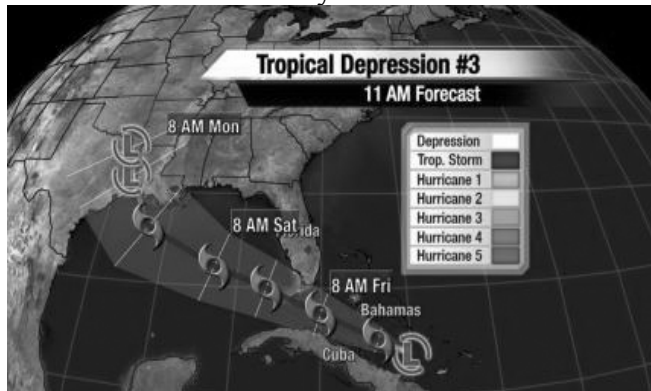 Tropical Depression #3
11 AM Forecast
8 AM Mon
Depression
Trop. Storm
Hurricane 1
Hurricane 2
Hurricane 3
Hurricane 4
Hurricane 5
8 AM Sat
8 AM Fri
Bahamas
Cuba
L
L
L